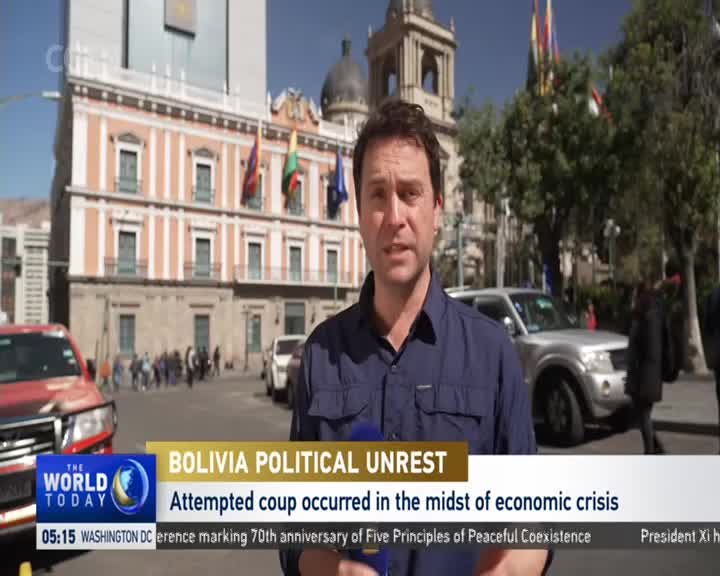 CGTN
BOLIVIA POLITICAL UNREST
THE
WORLD
TODAY
Attempted coup occurred in the midst of economic crisis
05:15 WASHINGTON DC
erence marking 70th anniversary of Five Principles of Peaceful Coexistence President Xi h